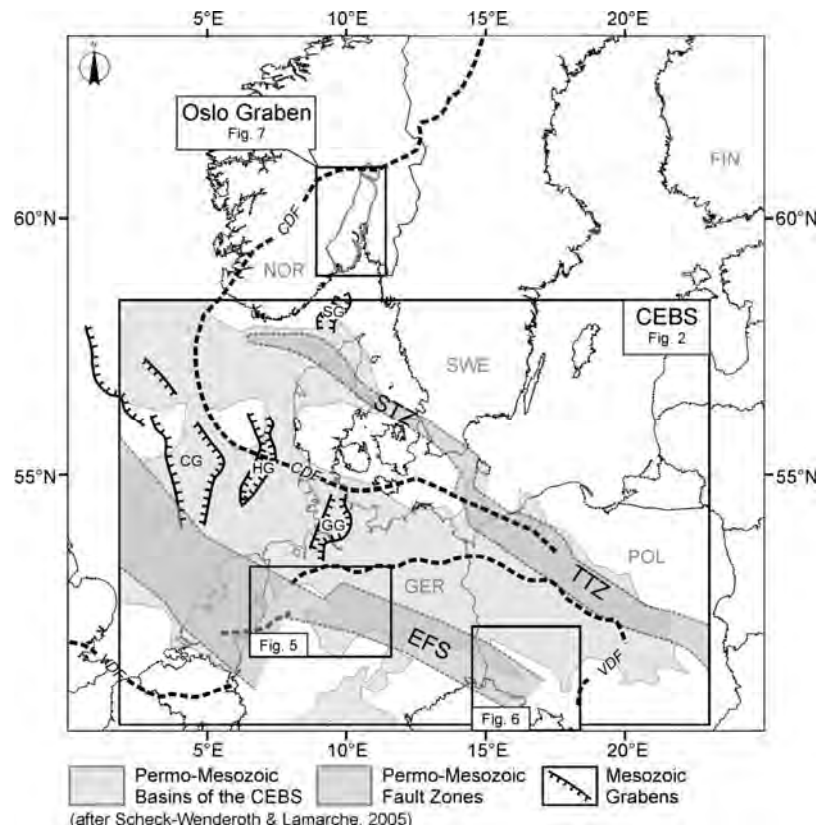 5°E 10°E 15°E 20°E
N
Oslo Graben
Fig. 7
FIN
60°N
60°N
CDF
NOR
SG
CEBS
Fig. 2
SWE
STZ
55°N
55°N
CG
HG
CDF
GG
POL
GER
TTZ
EFS
Fig. 5
VDF
VDF
Fig. 6
5°E 10°E 15°E 20°E
Permo-Mesozoic
Basins of the CEBS
Permo-Mesozoic
Fault Zones
Mesozoic
Grabens
(after Scheck-Wenderoth & Lamarche, 2005)